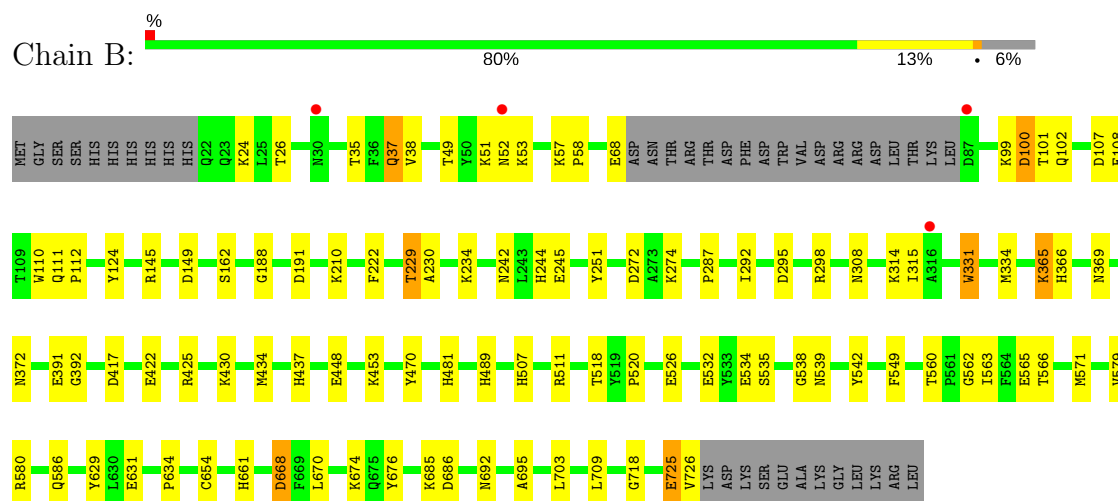 %
Chain B:
80% 13% • 6%
MET GLY SER SER HIS HIS HIS HIS HIS HIS Q22 Q23 K24 L25 T26 N30 T35 F36 Q37 V38 T49 Y50 K51 N52 K53 K57 P58 E68 ASP ASN THR ARG THR ASP PHE ASP TRP VAL ASP ARG ARG ASP LEU THR LYS LEU D87 K99 D100 T101 Q102 D107 E108
T109 W110 Q111 P112 Y124 R145 D149 S162 G188 D191 K210 F222 T229 A230 K234 N242 L243 H244 E245 Y251 D272 A273 K274 P287 I292 D295 R298 N308 K314 I315 A316 W331 M334 K365 H366 N369
N372 E391 G392 D417 E422 R425 K430 M434 H437 E448 K453 Y470 H481 H489 H507 R511 T518 Y519 P520 E526 E532 Y533 E534 S535 G538 N539 Y542 F549 T560 P561 G562 I563 F564 E565 T566 M571 V579
R580 Q586 Y629 L630 E631 P634 C654 H661 D668 F669 L670 K674 Q675 Y676 K685 D686 N692 A695 L703 L709 G718 E725 V726 LYS ASP LYS SER GLU ALA LYS GLY LEU LYS ARG LEU